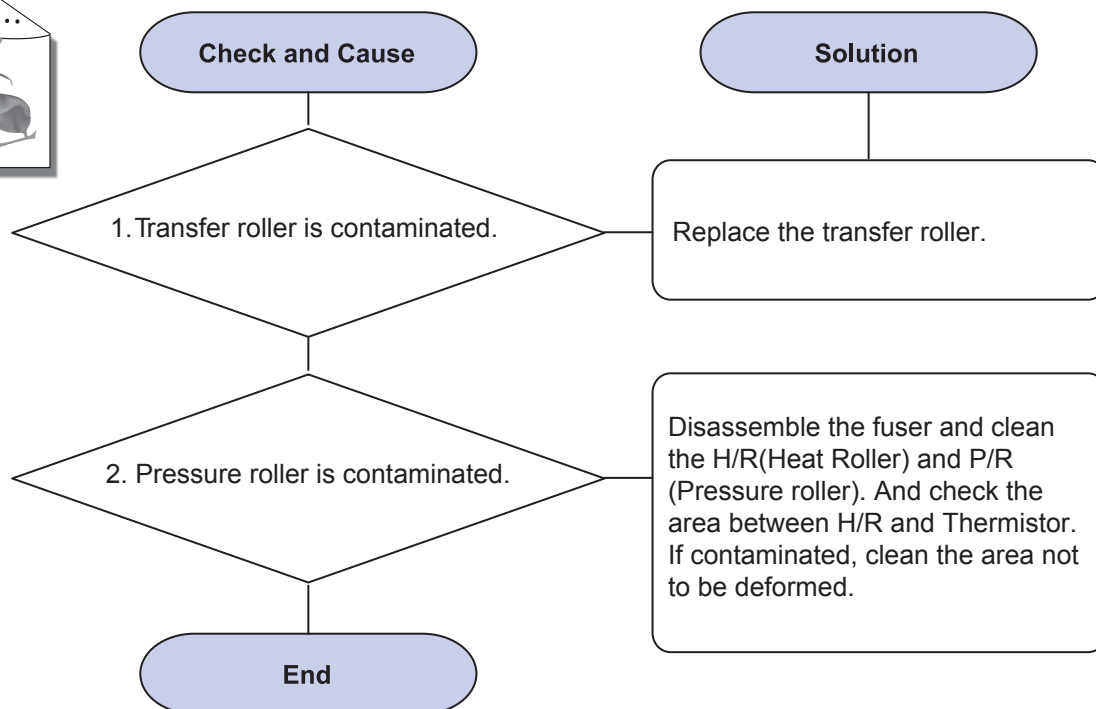 Check and Cause
Solution
1. Transfer roller is contaminated.
Replace the transfer roller.
2. Pressure roller is contaminated.
Disassemble the fuser and clean
the H/R(Heat Roller) and P/R
(Pressure roller). And check the
area between H/R and Thermistor.
If contaminated, clean the area not
to be deformed.
End